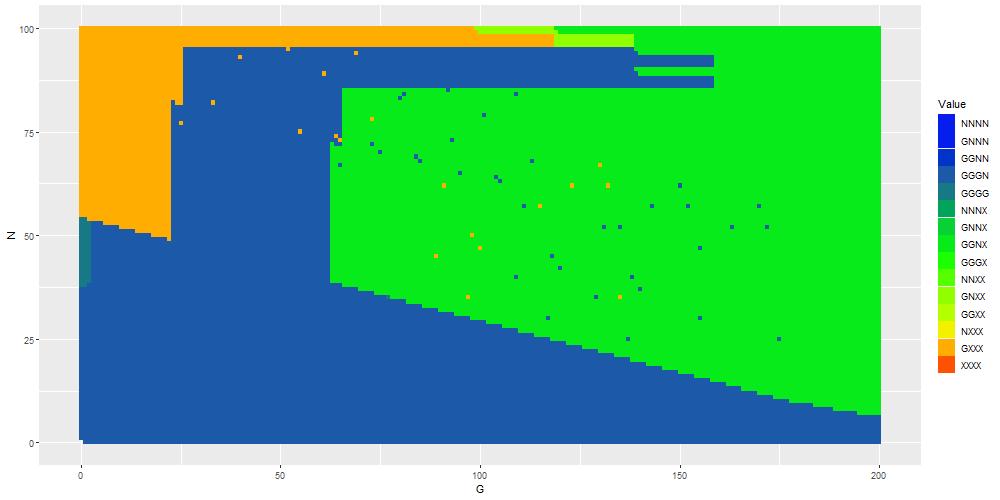 100
75
50
25
0
N
0
50
100
150
200
G
Value
NNNN
GNNN
GGNN
GGGN
GGGG
NNNX
GNNX
GGNX
GGGX
NNXX
GNXX
GGXX
NXXX
GXXX
XXXX